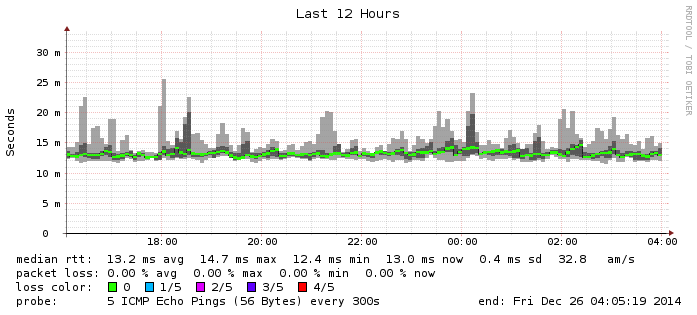 Last 12 Hours
RRDTOOL / TOBI OETIKER
Seconds
30 m
25 m
20 m
15 m
10 m
5 m
0
18:00 20:00 22:00 00:00 02:00 04:00
median rtt: 13.2 ms avg 14.7 ms max 12.4 ms min 13.0 ms now 0.4 ms sd 32.8 am/s
packet loss: 0.00 % avg 0.00 % max 0.00 % min 0.00 % now
loss color: 0 1/5 2/5 3/5 4/5
probe: 5 ICMP Echo Pings (56 Bytes) every 300s end: Fri Dec 26 04:05:19 2014